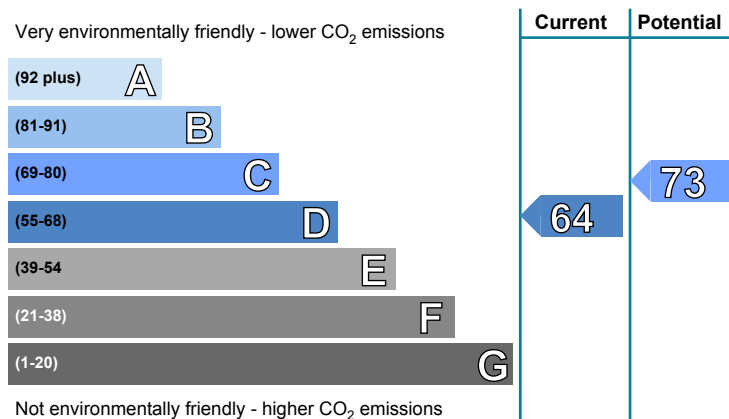 Very environmentally friendly - lower CO₂ emissions
Current
Potential
(92 plus) A
(81-91) B
(69-80) C
(55-68) D
(39-54 E
(21-38) F
(1-20) G
64
73
Not environmentally friendly - higher CO₂ emissions